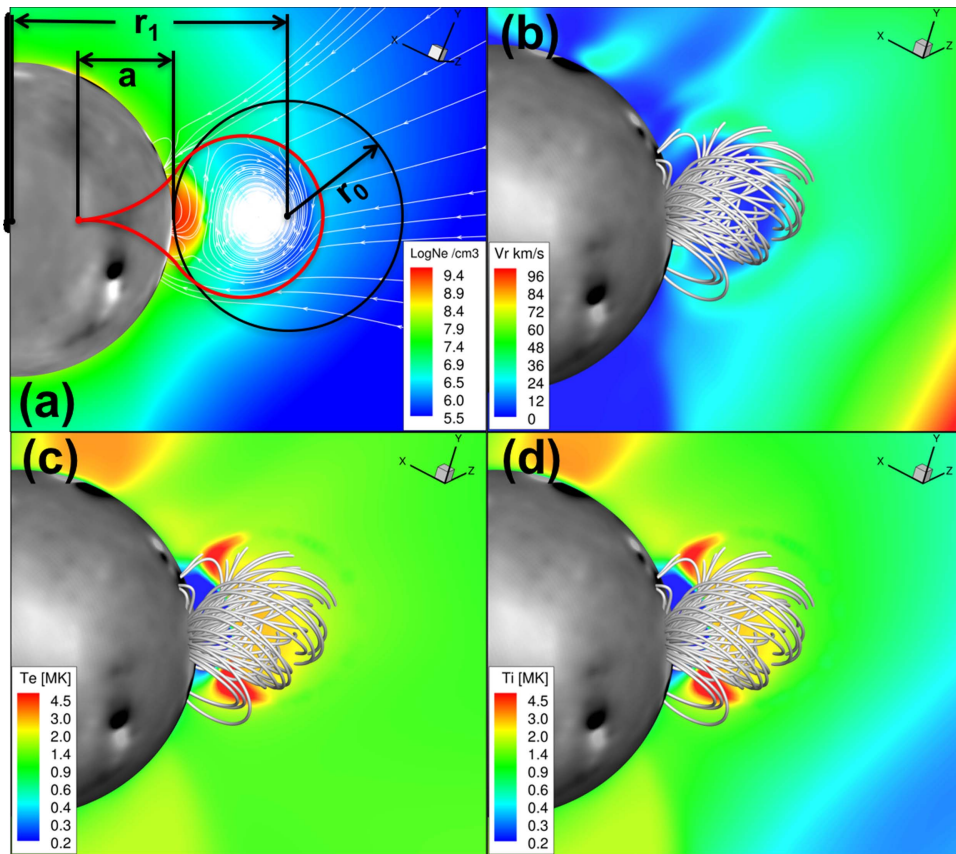 r1
a
r0
X
Y
Z
LogNe /cm3
9.4
8.9
8.4
7.9
7.4
6.9
6.5
6.0
5.5
(a)
(b)
X
Y
Z
Vr km/s
96
84
72
60
48
36
24
12
0
(c)
X
Y
Z
Te [MK]
4.5
3.0
2.0
1.4
0.9
0.6
0.4
0.3
0.2
(d)
X
Y
Z
Ti [MK]
4.5
3.0
2.0
1.4
0.9
0.6
0.4
0.3
0.2